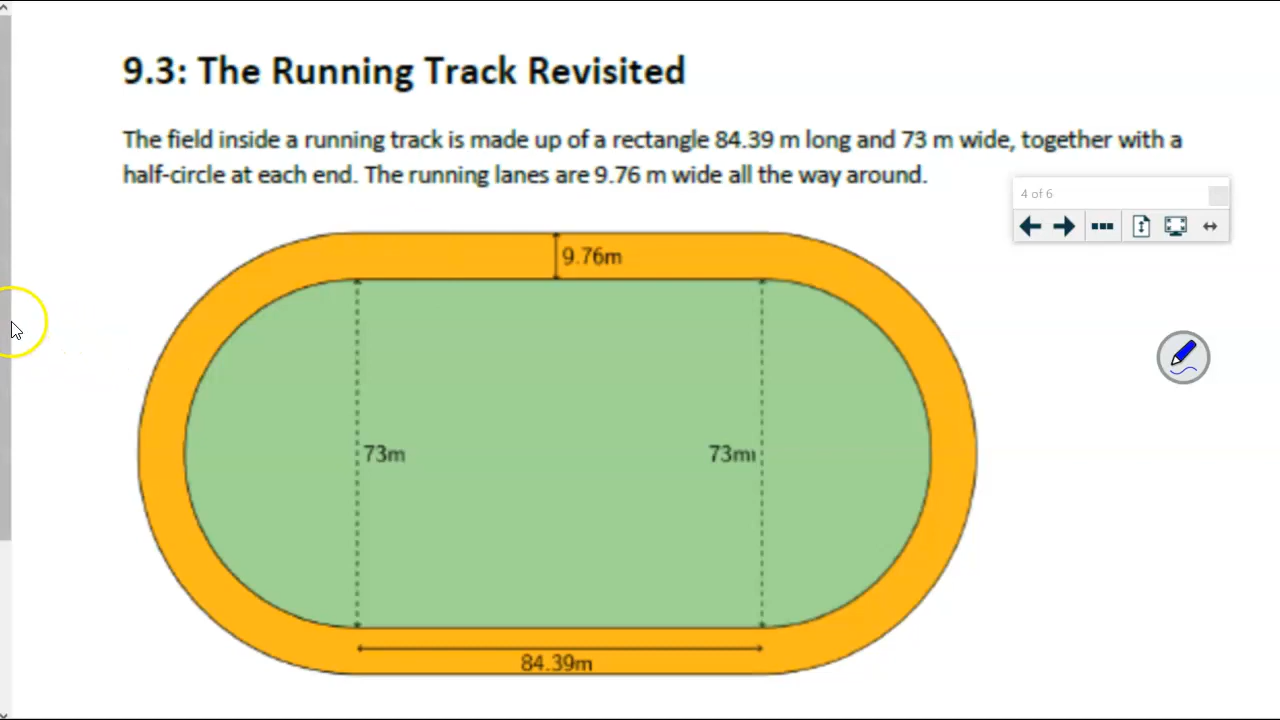 9.3: The Running Track Revisited
The field inside a running track is made up of a rectangle 84.39 m long and 73 m wide, together with a
half-circle at each end. The running lanes are 9.76 m wide all the way around.
4 of 6
9.76m
73m
73m
84.39m